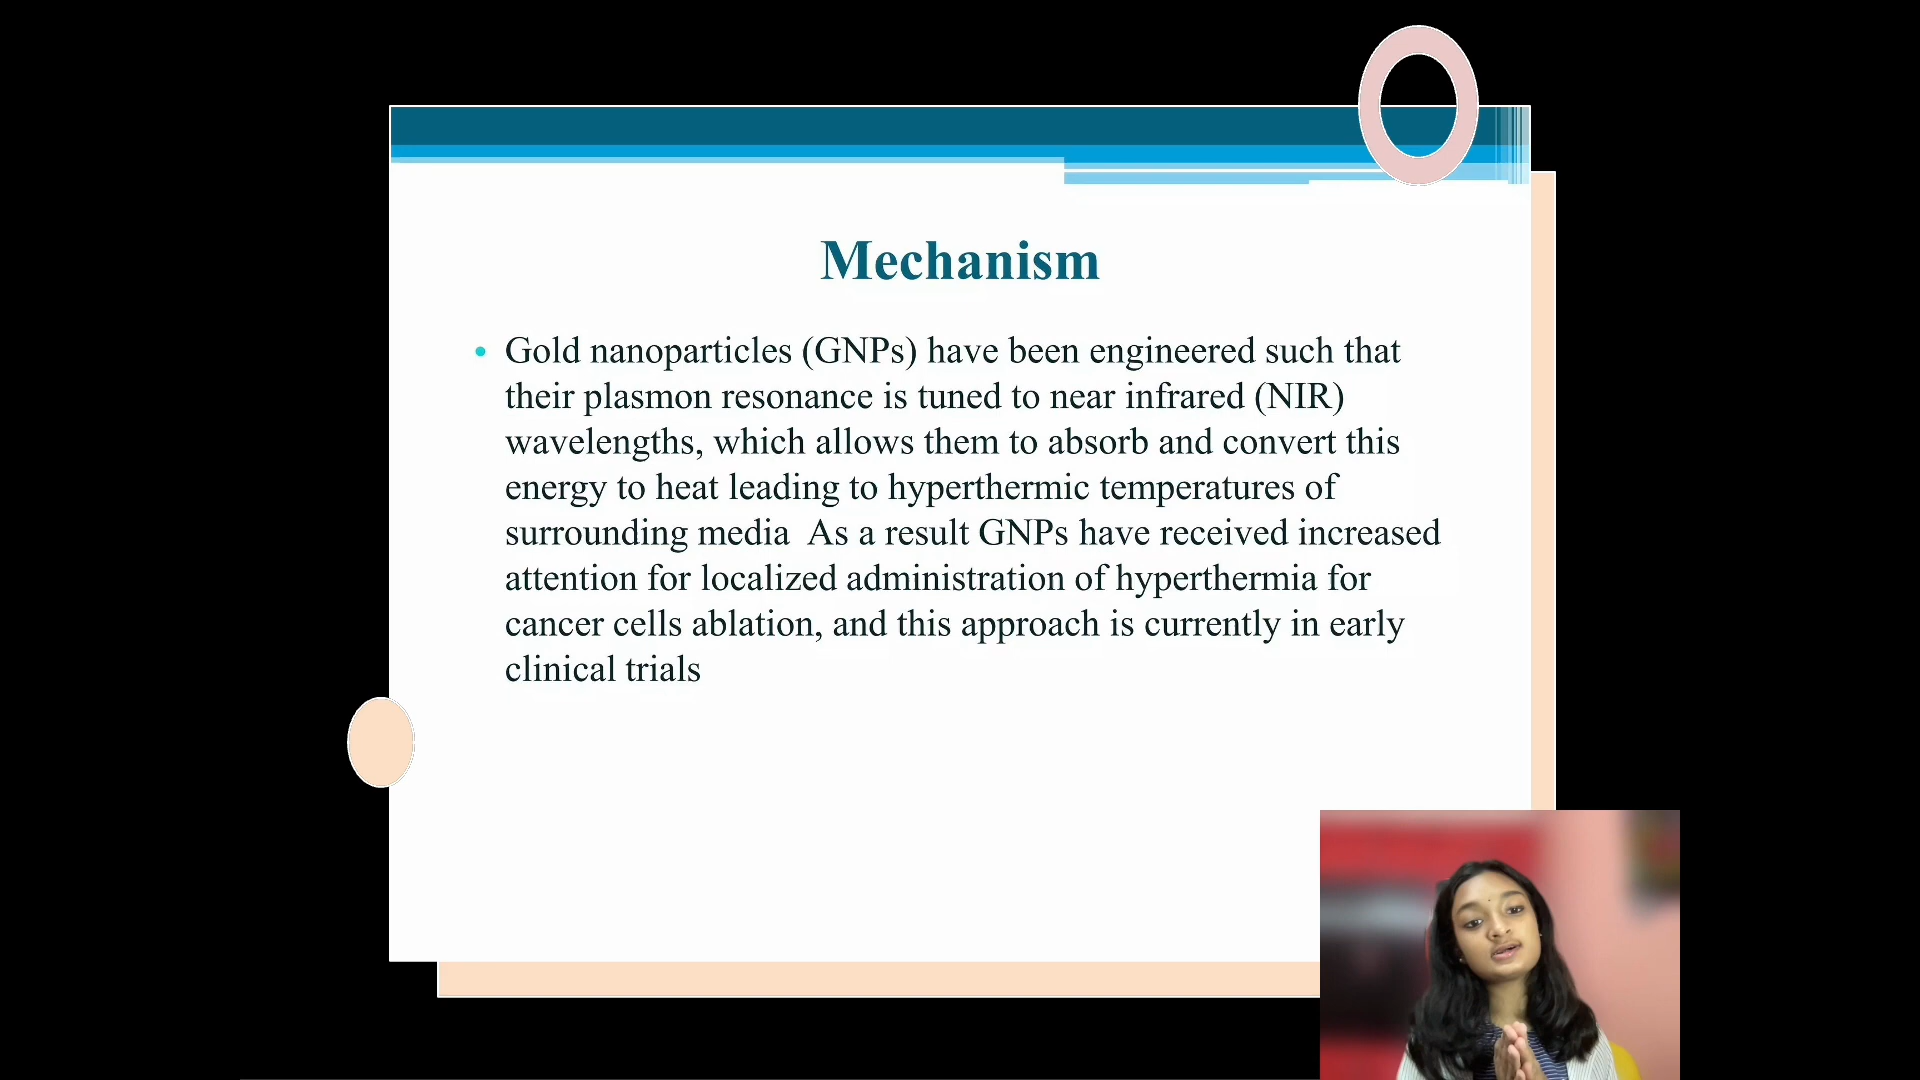 Mechanism
• Gold nanoparticles (GNPs) have been engineered such that
their plasmon resonance is tuned to near infrared (NIR)
wavelengths, which allows them to absorb and convert this
energy to heat leading to hyperthermic temperatures of
surrounding media  As a result GNPs have received increased
attention for localized administration of hyperthermia for
cancer cells ablation, and this approach is currently in early
clinical trials